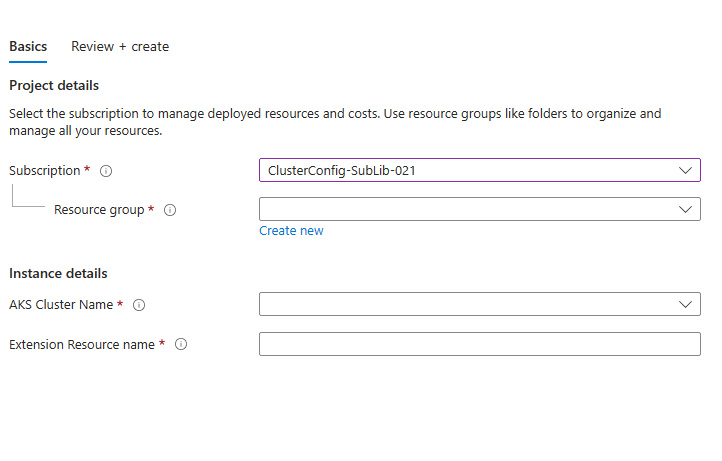 Basics Review + create
Project details
Select the subscription to manage deployed resources and costs. Use resource groups like folders to organize and
manage all your resources.
Subscription * ClusterConfig-SubLib-021
Resource group *
Create new
Instance details
AKS Cluster Name *
Extension Resource name *